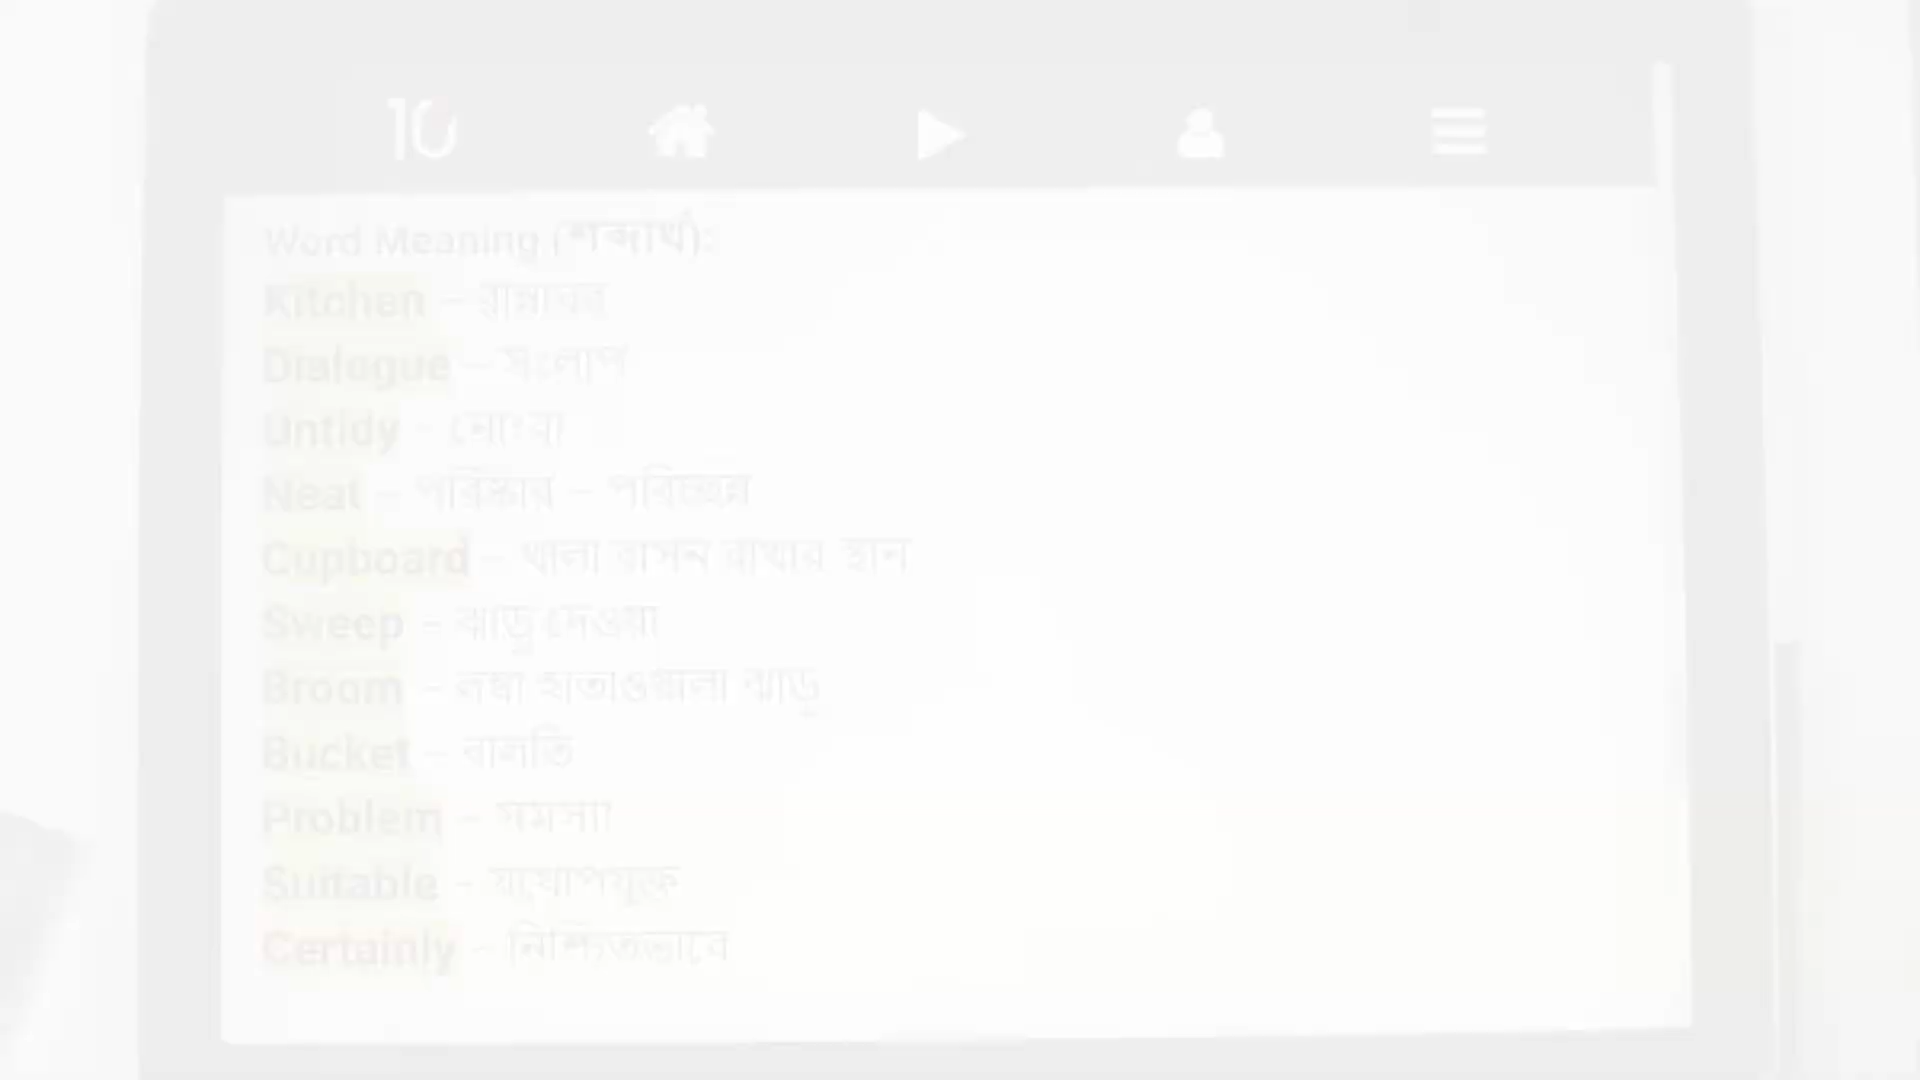 10
Word Meaning (শব্দার্থ):
Kitchen – রান্নাঘর
Dialogue – সংলাপ
Untidy – নোংরা
Neat – পরিষ্কার – পরিচ্ছন্ন
Cupboard – থালা বাসন রাখার স্থান
Sweep – ঝাড়ু দেওয়া
Broom – লম্বা হাতাওয়ালা ঝাড়ু
Bucket – বালতি
Problem – সমস্যা
Suitable – যথোপযুক্ত
Certainly – নিশ্চিতভাবে